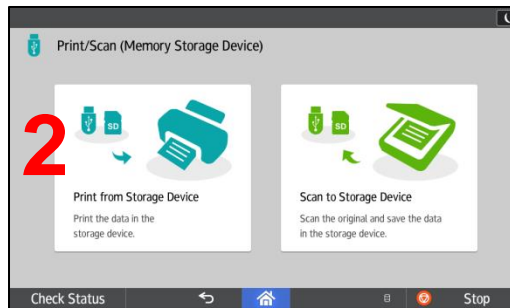 Print/Scan (Memory Storage Device)
2
SD
SD
Print from Storage Device
Print the data in the
storage device.
Scan to Storage Device
Scan the original and save the data
in the storage device.
Check Status
Stop